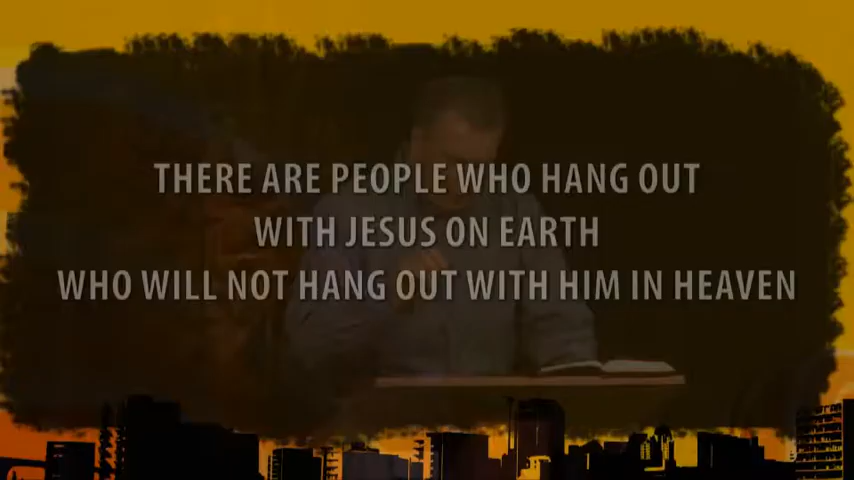 THERE ARE PEOPLE WHO HANG OUT
WITH JESUS ON EARTH
WHO WILL NOT HANG OUT WITH HIM IN HEAVEN